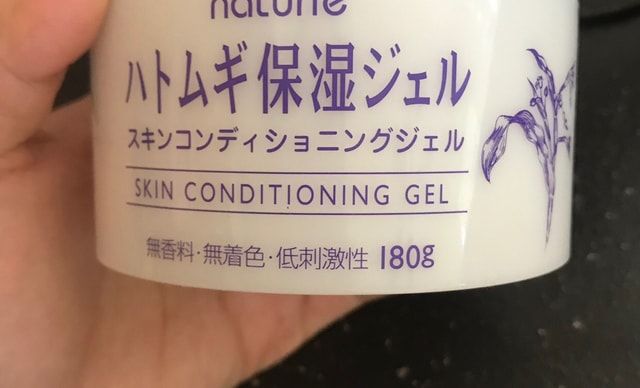 naturie
ハトムギ保湿ジェル
スキンコンディショニングジェル
SKIN CONDITIONING GEL
無香料・無着色・低刺激性 180g